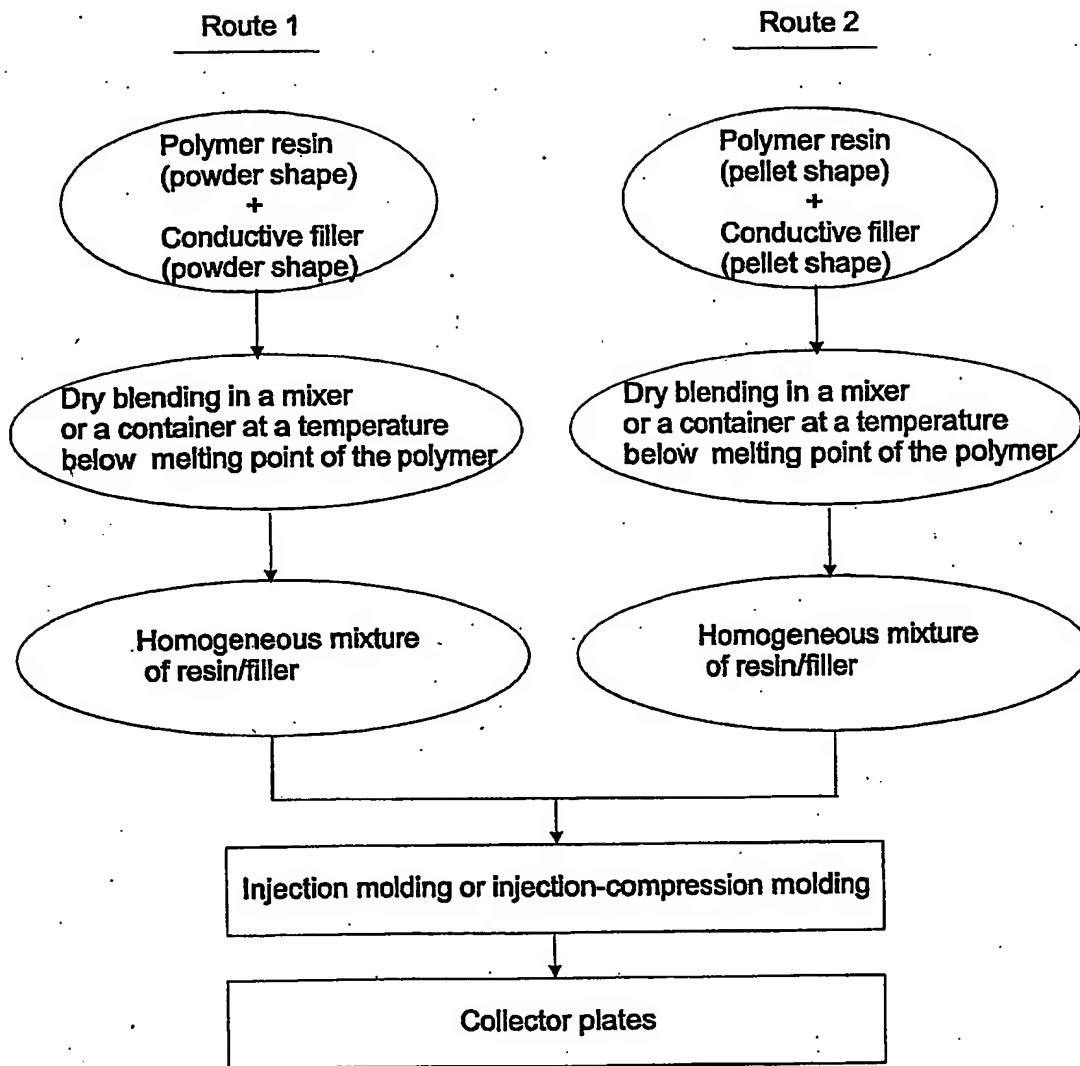 Route 1
Route 2
Polymer resin
(powder shape)
+
Conductive filler
(powder shape)
Polymer resin
(pellet shape)
+
Conductive filler
(pellet shape)
Dry blending in a mixer
or a container at a temperature
below melting point of the polymer
Dry blending in a mixer
or a container at a temperature
below melting point of the polymer
Homogeneous mixture
of resin/filler
Homogeneous mixture
of resin/filler
Injection molding or injection-compression molding
Collector plates